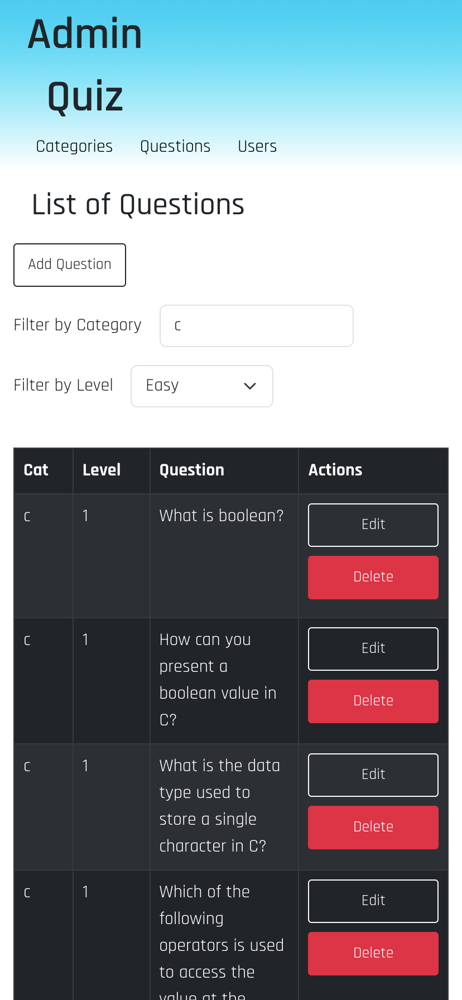 Admin
Quiz
Categories Questions Users
List of Questions
Add Question
Filter by Category c
Filter by Level Easy
Cat Level Question Actions
c 1 What is boolean? Edit
Delete
c 1 How can you Edit
present a
boolean value in Delete
C?
c 1 What is the data Edit
type used to
store a single Delete
character in C?
c 1 Which of the Edit
following
operators is used Delete
to access the
value at the